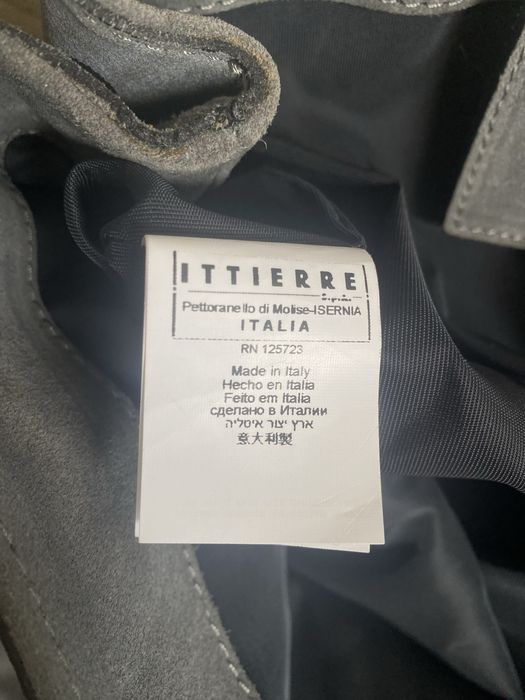 ITTIERRE
S.p.A.
Pettoranello di Molise-ISERNIA
ITALIA
RN 125723
Made in Italy
Hecho en Italia
Feito em Italia
сделано в Италии
ארץ יצור איטליה
意大利製